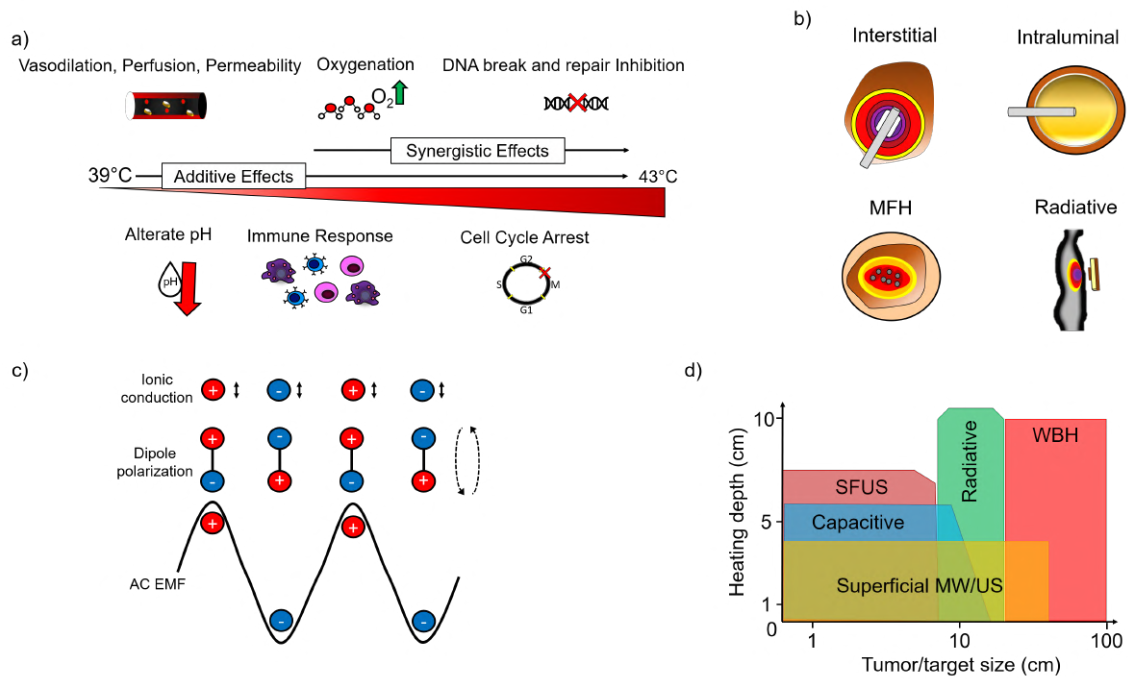 a)
Vasodilation, Perfusion, Permeability
Oxygenation
O2
DNA break and repair Inhibition
Synergistic Effects
39°C
Additive Effects
43°C
Alterate pH
pH
Immune Response
Cell Cycle Arrest
G2
S
M
G1
b)
Interstitial
Intraluminal
MFH
Radiative
c)
Ionic
conduction
+
-
+
-
Dipole
polarization
+
-
+
-
-
+
-
+
+
+
AC EMF
-
-
d)
Heating depth (cm)
10
5
1
0
SFUS
Capacitive
Superficial MW/US
Radiative
WBH
1
10
100
Tumor/target size (cm)